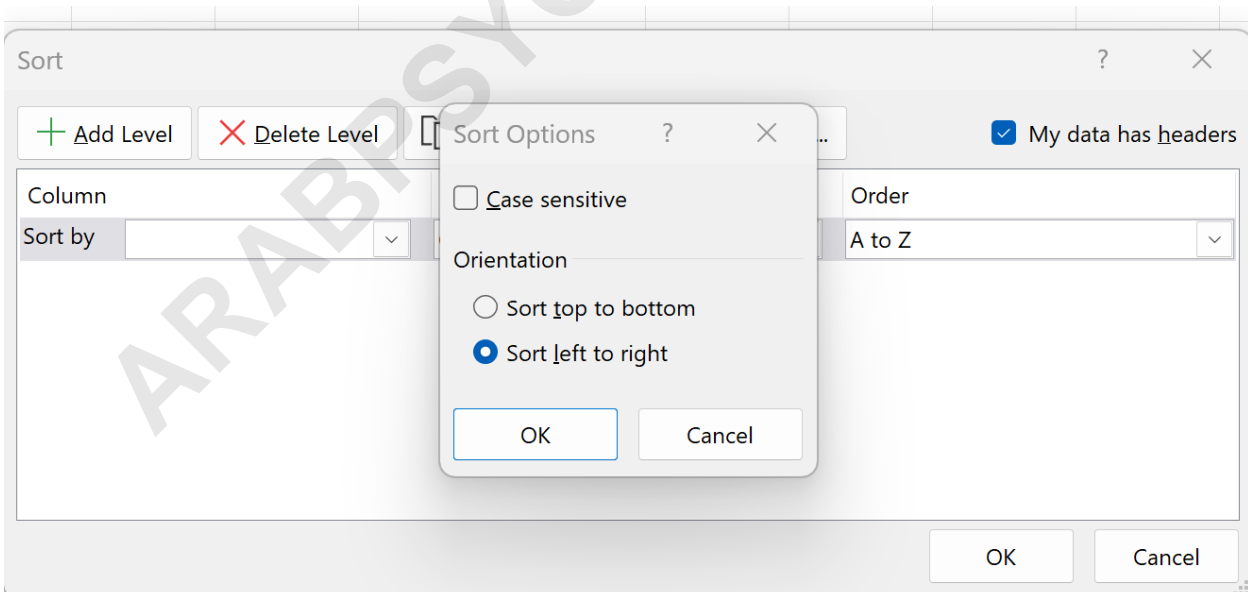 Sort ?
Add Level Delete Level .. My data has headers
Column Order
Sort by A to Z
Sort Options ?
Case sensitive
Orientation
Sort top to bottom
Sort left to right
OK Cancel
OK Cancel
ARABPSY